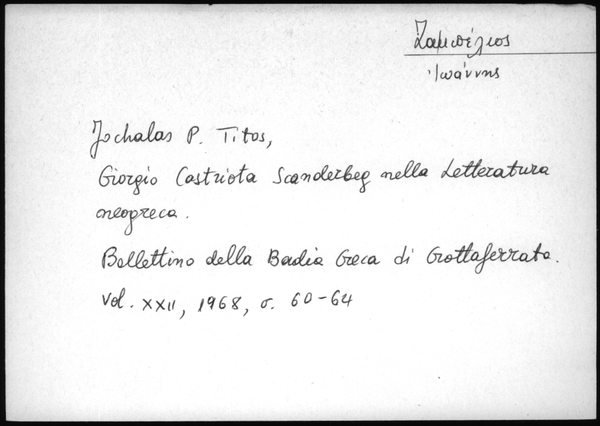 Ζαμπέλιος
Ἰωάννης
Jochalas P. Titos,
Giorgio Castriota Scanderbeg nella Letteratura
neogreca.
Bollettino della Badia Greca di Grottaferrata.
vol. XXII, 1968, σ. 60-64